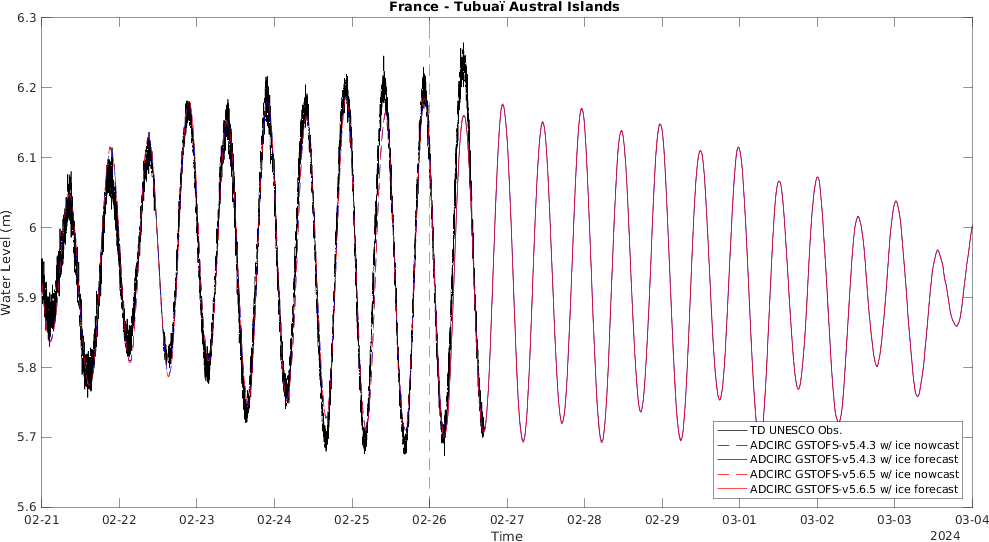 France - Tubuaï Austral Islands
6.3
6.2
6.1
6
5.9
5.8
5.7
5.6
Water Level (m)
TD UNESCO Obs.
ADCIRC GSTOFS-v5.4.3 w/ ice nowcast
ADCIRC GSTOFS-v5.4.3 w/ ice forecast
ADCIRC GSTOFS-v5.6.5 w/ ice nowcast
ADCIRC GSTOFS-v5.6.5 w/ ice forecast
02-21 02-22 02-23 02-24 02-25 02-26 02-27 02-28 02-29 03-01 03-02 03-03 03-04
Time
2024